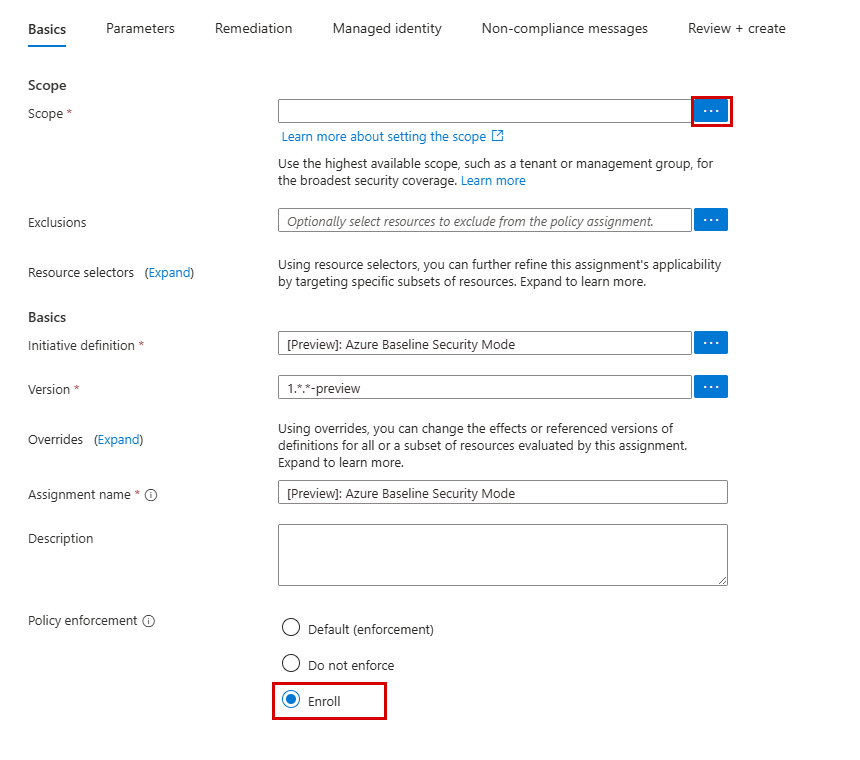 Basics Parameters Remediation Managed identity Non-compliance messages Review + create
Scope
Scope *
Learn more about setting the scope
Use the highest available scope, such as a tenant or management group, for
the broadest security coverage. Learn more
Exclusions Optionally select resources to exclude from the policy assignment.
Resource selectors (Expand) Using resource selectors, you can further refine this assignment's applicability
by targeting specific subsets of resources. Expand to learn more.
Basics
Initiative definition * [Preview]: Azure Baseline Security Mode
Version * 1.*.*-preview
Overrides (Expand) Using overrides, you can change the effects or referenced versions of
definitions for all or a subset of resources evaluated by this assignment.
Expand to learn more.
Assignment name * [Preview]: Azure Baseline Security Mode
Description
Policy enforcement
Default (enforcement)
Do not enforce
Enroll